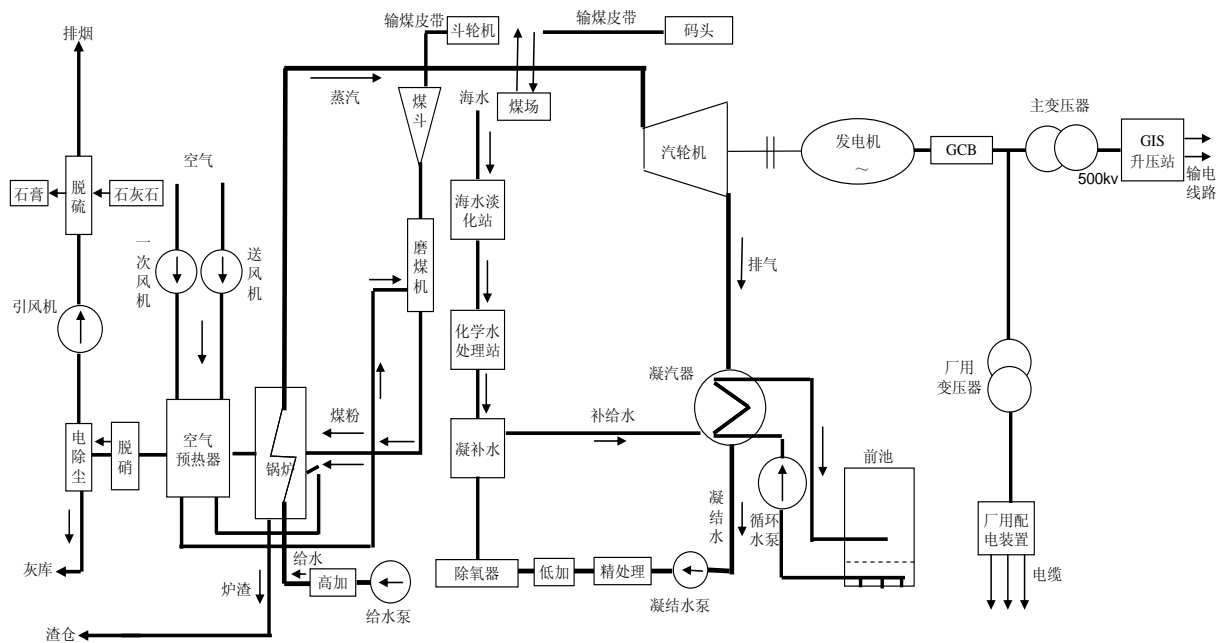 输煤皮带
斗轮机
输煤皮带
码头
排烟
蒸汽
煤
斗
海水
煤场
主变压器
发电机
～
GCB
GIS
升压站
500kv
输电
线路
汽轮机
空气
石膏
脱
硫
石灰石
海水淡
化站
一
次
风
机
送
风
机
磨
煤
机
排气
引风机
化学水
处理站
凝汽器
厂用
变压器
煤粉
补给水
电
除
尘
脱
硝
空气
预热器
锅炉
凝补水
前池
凝
结
水
循环
水泵
厂用配
电装置
给水
灰库
炉渣
高加
给水泵
除氧器
低加
精处理
凝结水泵
电缆
渣仓